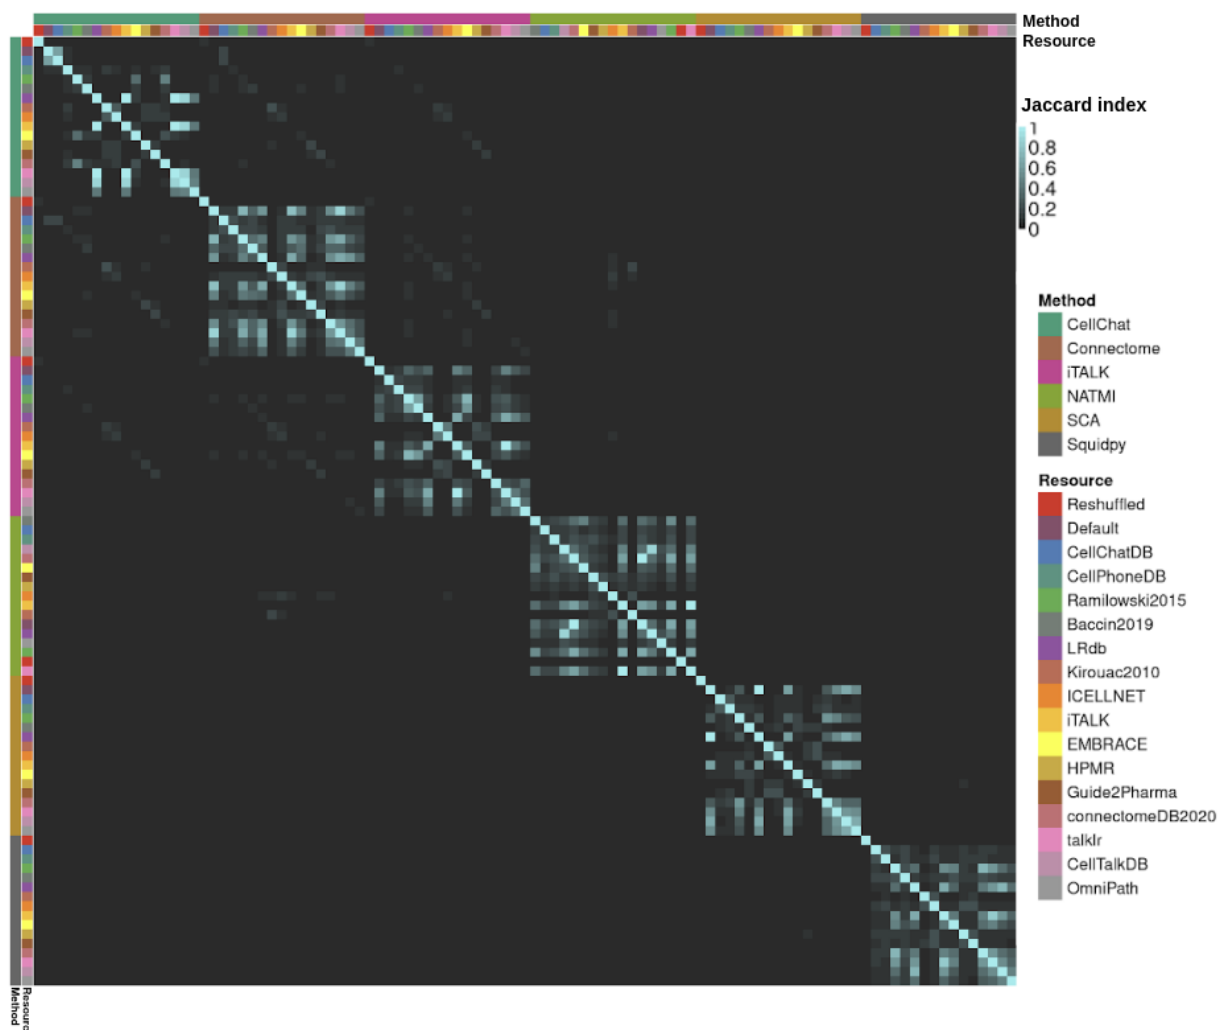 Method
Resource
Jaccard index
1
0.8
0.6
0.4
0.2
0
Method
CellChat
Connectome
iTALK
NATMI
SCA
Squidpy
Resource
Reshuffled
Default
CellChatDB
CellPhoneDB
Ramilowski2015
Baccin2019
LRdb
Kirouac2010
ICELLNET
iTALK
EMBRACE
HPMR
Guide2Pharma
connectomeDB2020
talklr
CellTalkDB
OmniPath
Method
Resourc